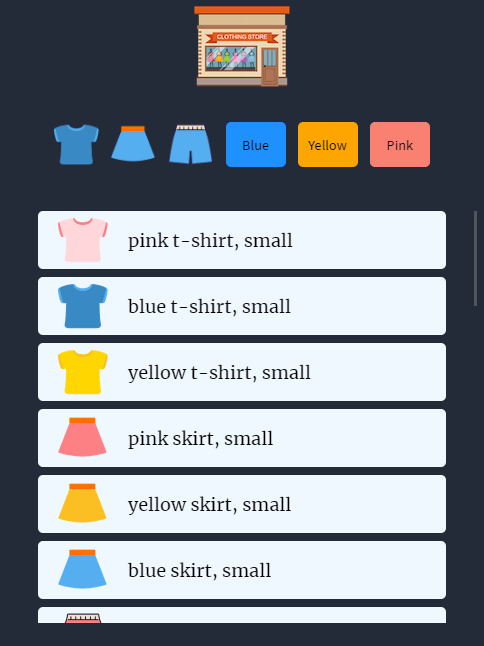 CLOTHING STORE
Blue
Yellow
Pink
pink t-shirt, small
blue t-shirt, small
yellow t-shirt, small
pink skirt, small
yellow skirt, small
blue skirt, small